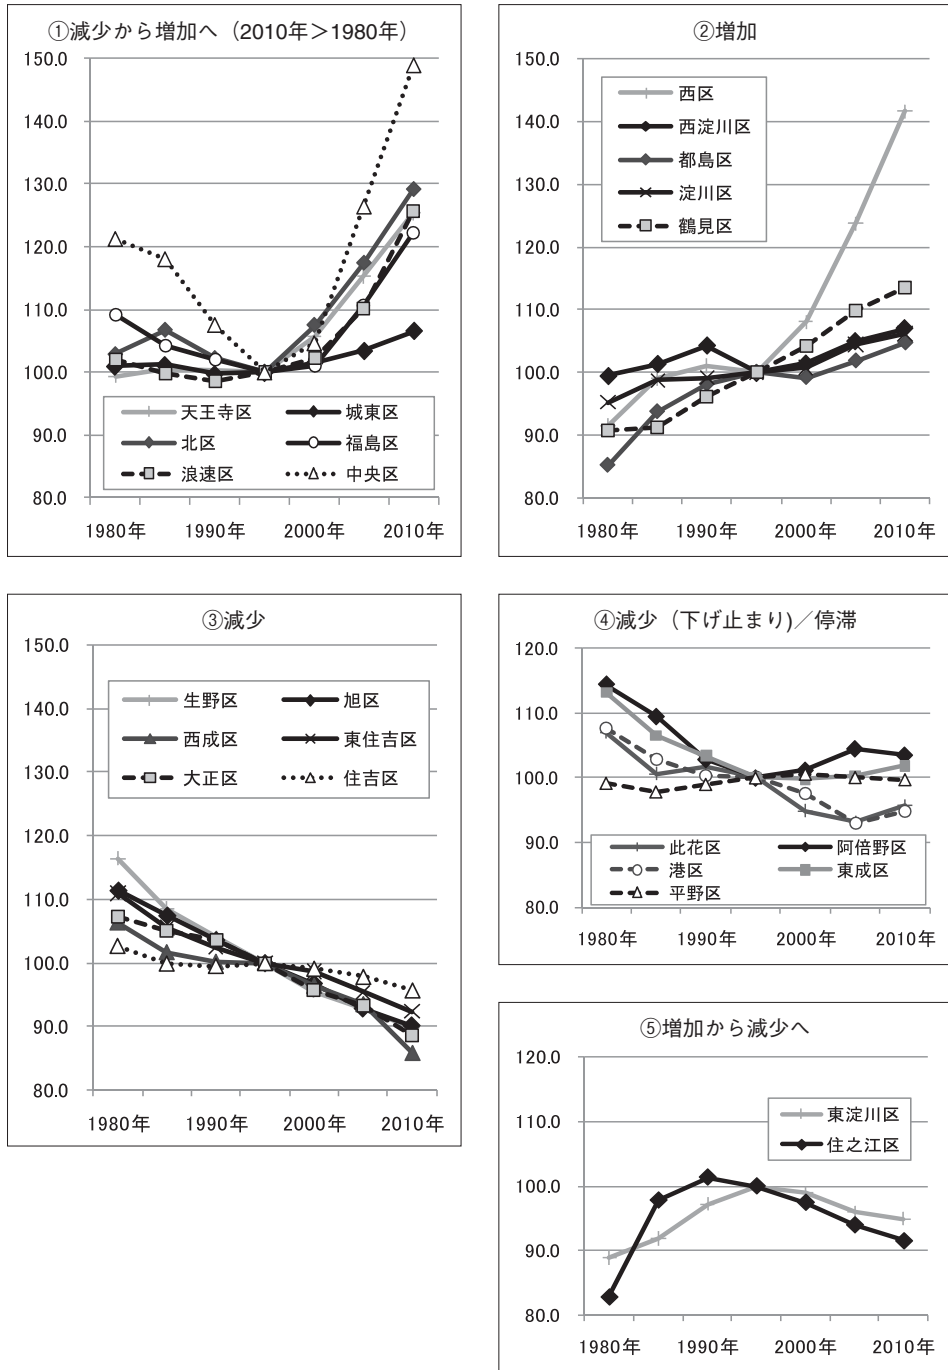 ①減少から増加へ（2010年＞1980年）
150.0
140.0
130.0
120.0
110.0
100.0
90.0
80.0
天王寺区 城東区
北区 福島区
浪速区 中央区
1980年 1990年 2000年 2010年
②増加
150.0
140.0
130.0
120.0
110.0
100.0
90.0
80.0
西区
西淀川区
都島区
淀川区
鶴見区
1980年 1990年 2000年 2010年
③減少
150.0
140.0
130.0
120.0
110.0
100.0
90.0
80.0
生野区 旭区
西成区 東住吉区
大正区 住吉区
1980年 1990年 2000年 2010年
④減少（下げ止まり)／停滞
120.0
110.0
100.0
90.0
80.0
此花区 阿倍野区
港区 東成区
平野区
1980年 1990年 2000年 2010年
⑤増加から減少へ
120.0
110.0
100.0
90.0
80.0
東淀川区
住之江区
1980年 1990年 2000年 2010年